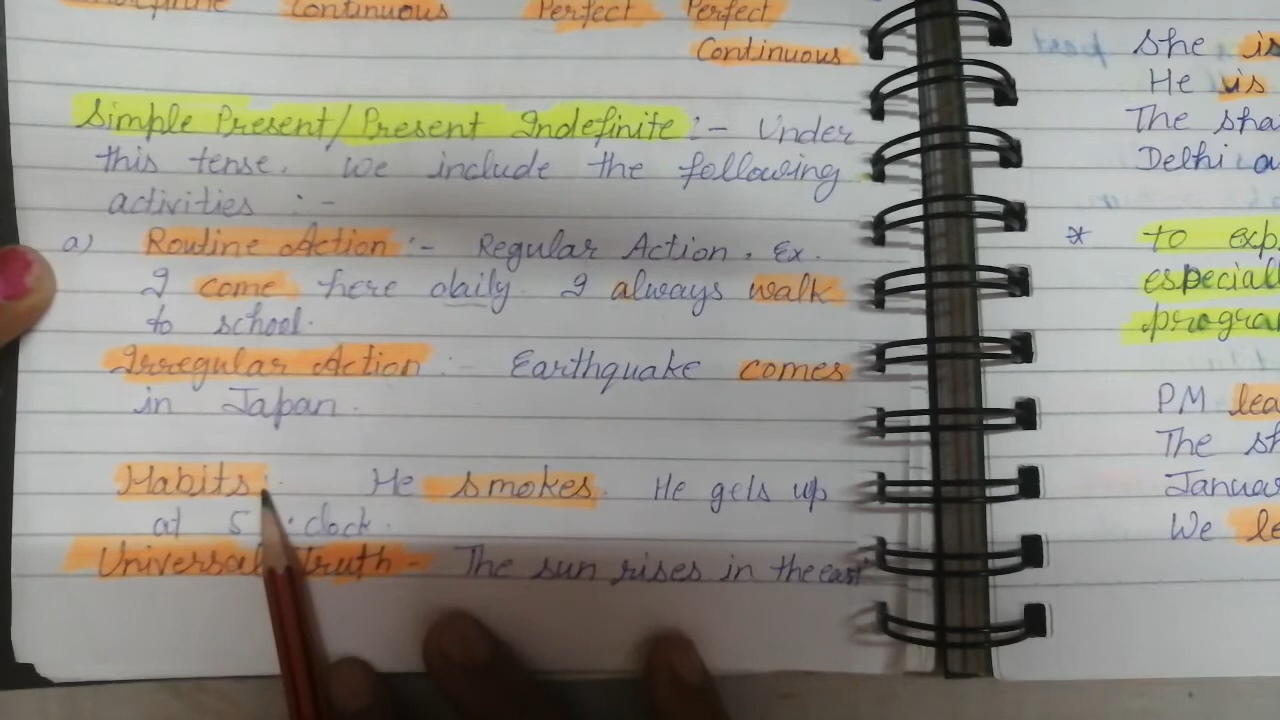 Continuous Perfect Perfect
Continuous
Simple Present/Present Indefinite :- Under
this tense, we include the following
activities :-
a) Routine Action :- Regular Action. Ex.
I come here daily. I always walk
to school.
Irregular Action :- Earthquake comes
in Japan.
Habits : He smokes. He gets up
at 5 clock.
Universal Truth - The sun rises in the east
She is
He is
The sha
Delhi a
* to exp
especiall
progra
PM lea
The sh
Januar
We le